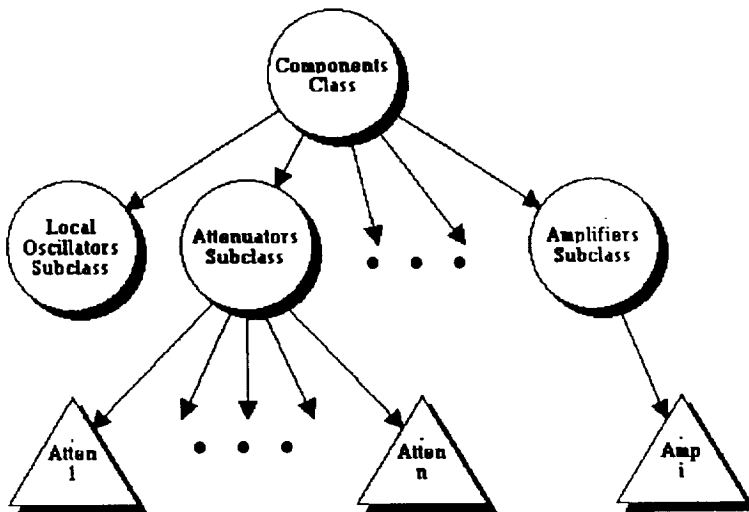 Components
Class
Local
Oscillators
Subclass
Attenuators
Subclass
Amplifiers
Subclass
Atten
1
Atten
n
Amp
i